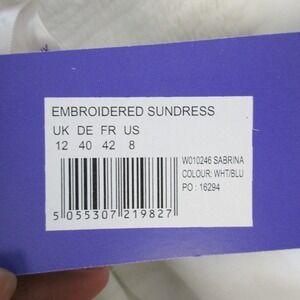 EMBROIDERED SUNDRESS
UK DE FR US
12 40 42 8
W010246 SABRINA
COLOUR: WHT/BLU
PO : 16294
5 055307 219827